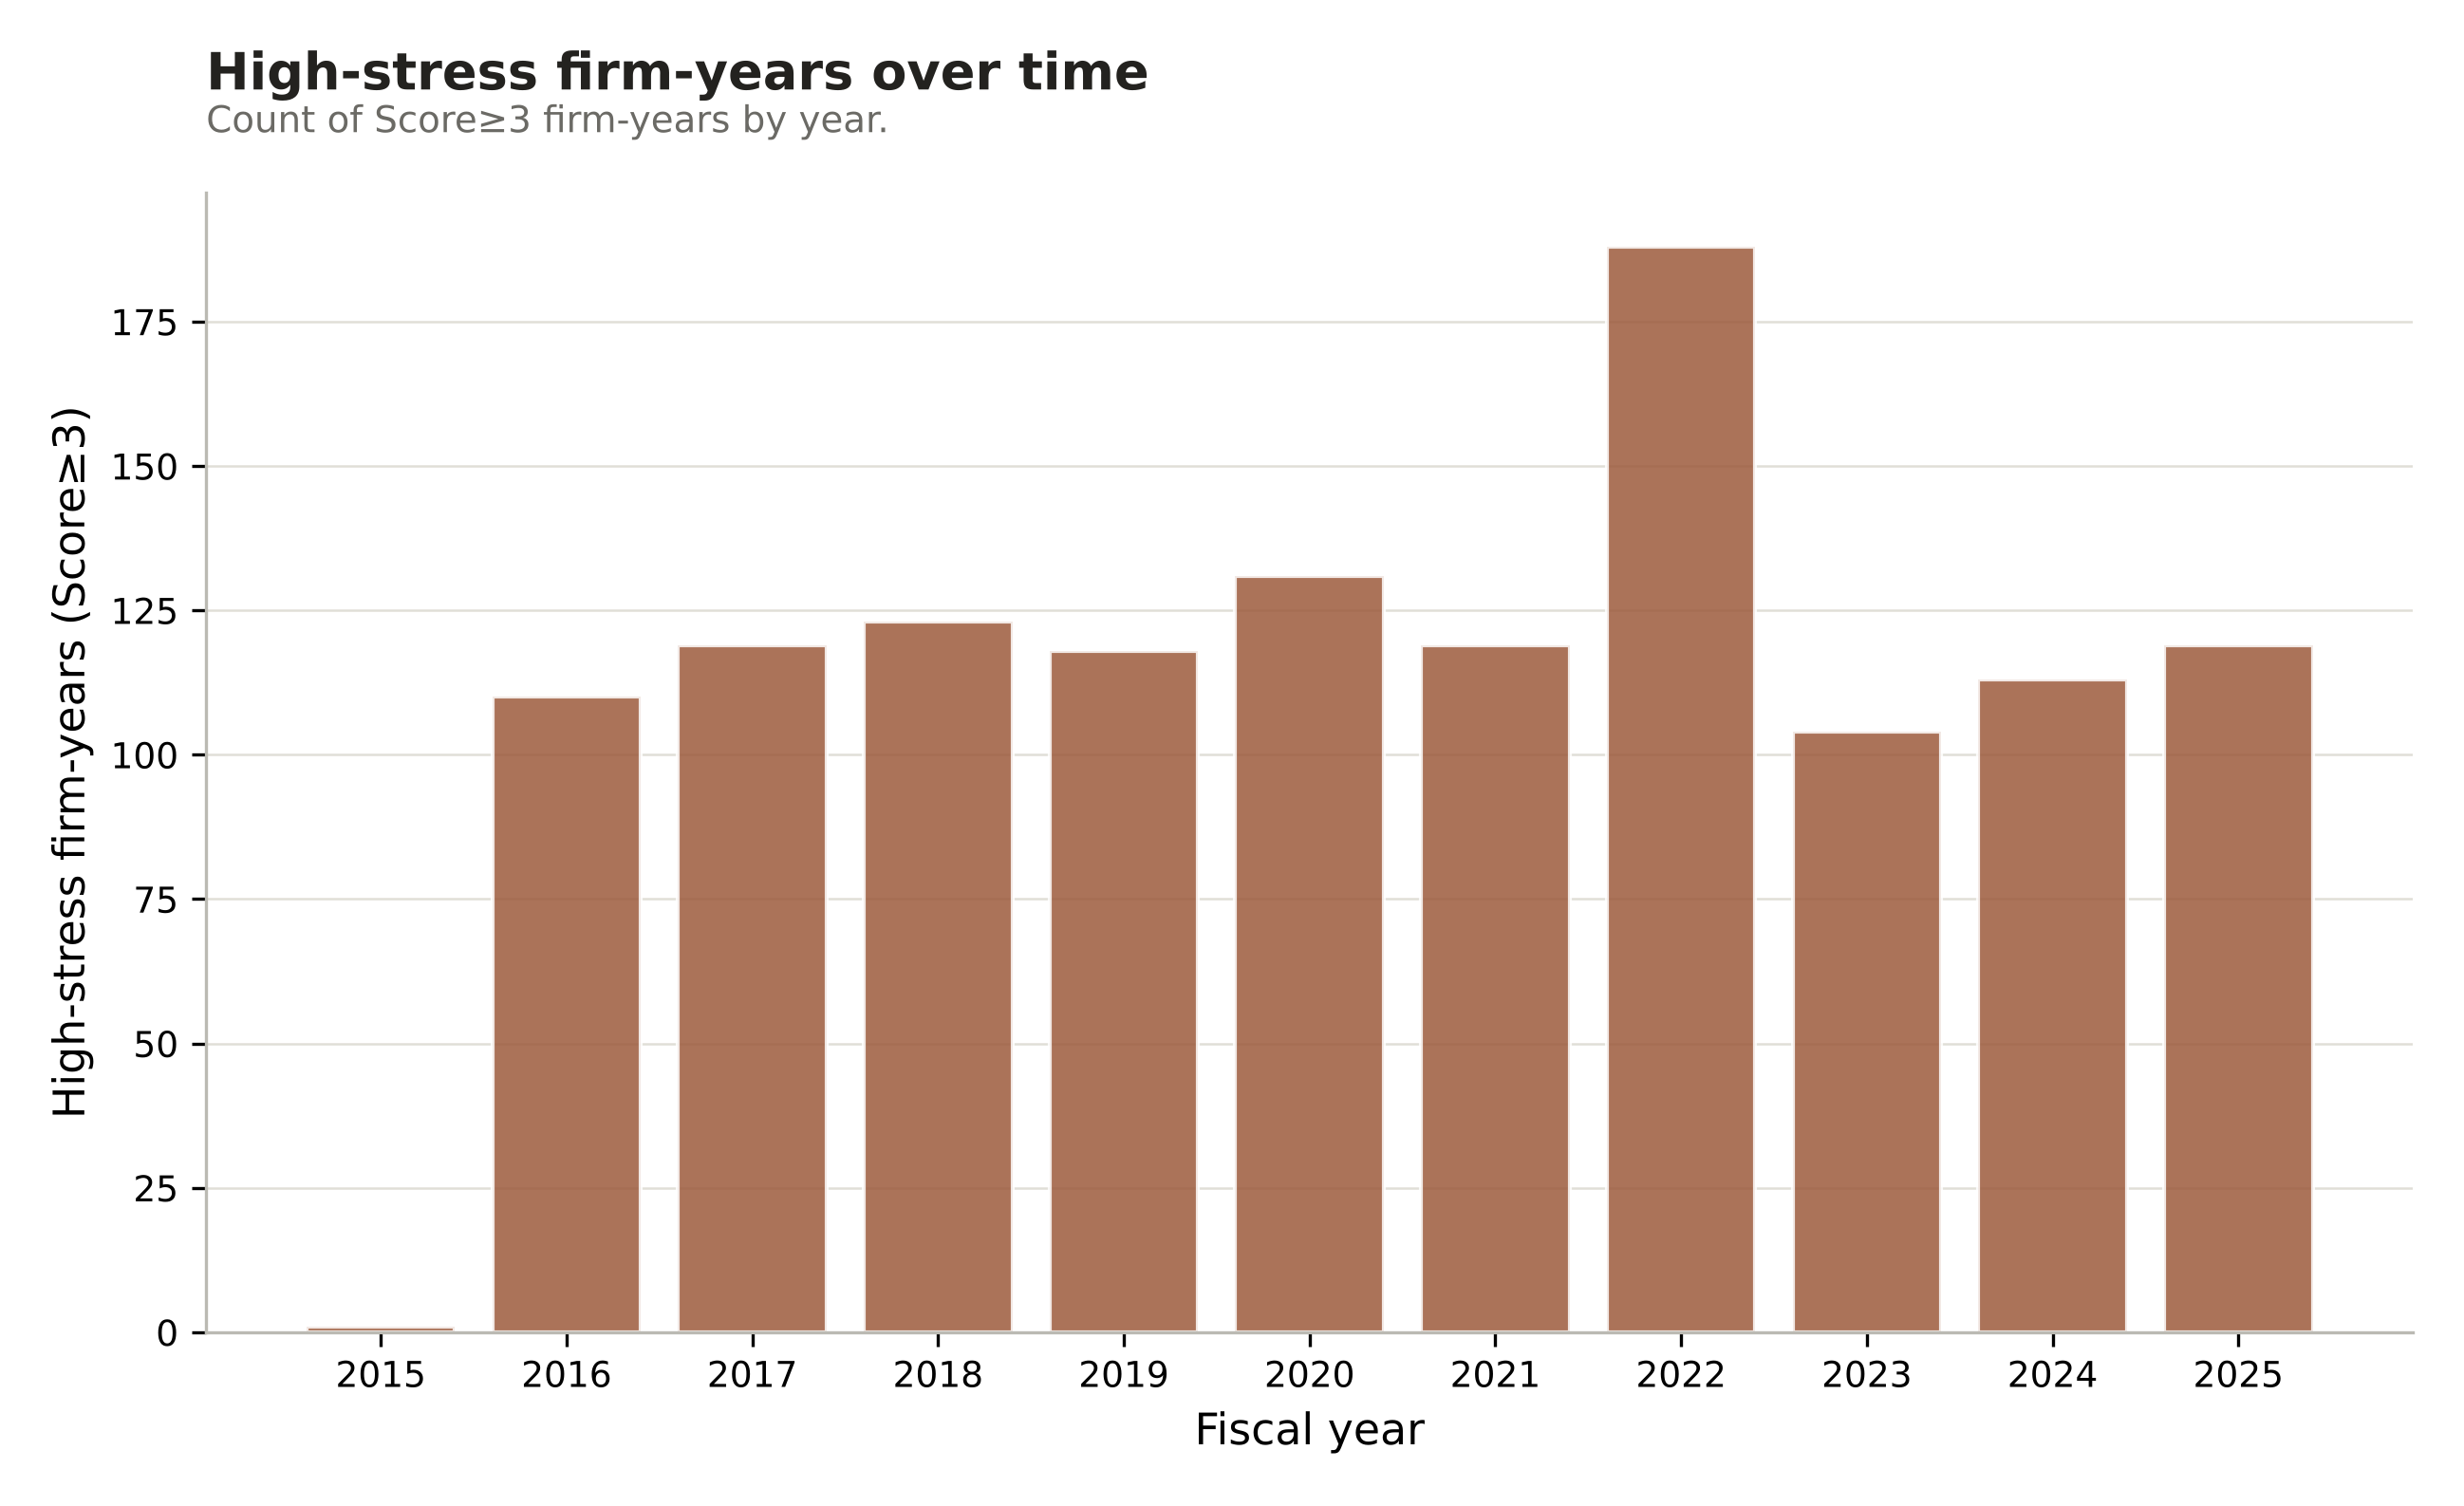 High-stress firm-years over time
Count of Score≥3 firm-years by year.
High-stress firm-years (Score≥3)
175
150
125
100
75
50
25
0
2015 2016 2017 2018 2019 2020 2021 2022 2023 2024 2025
Fiscal year